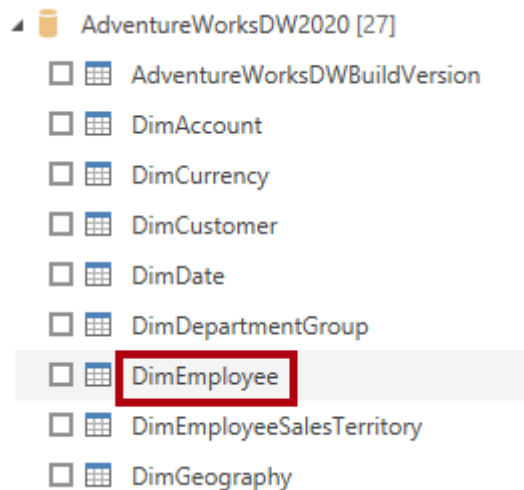 AdventureWorksDW2020 [27]
AdventureWorksDWBuildVersion
DimAccount
DimCurrency
DimCustomer
DimDate
DimDepartmentGroup
DimEmployee
DimEmployeeSalesTerritory
DimGeography